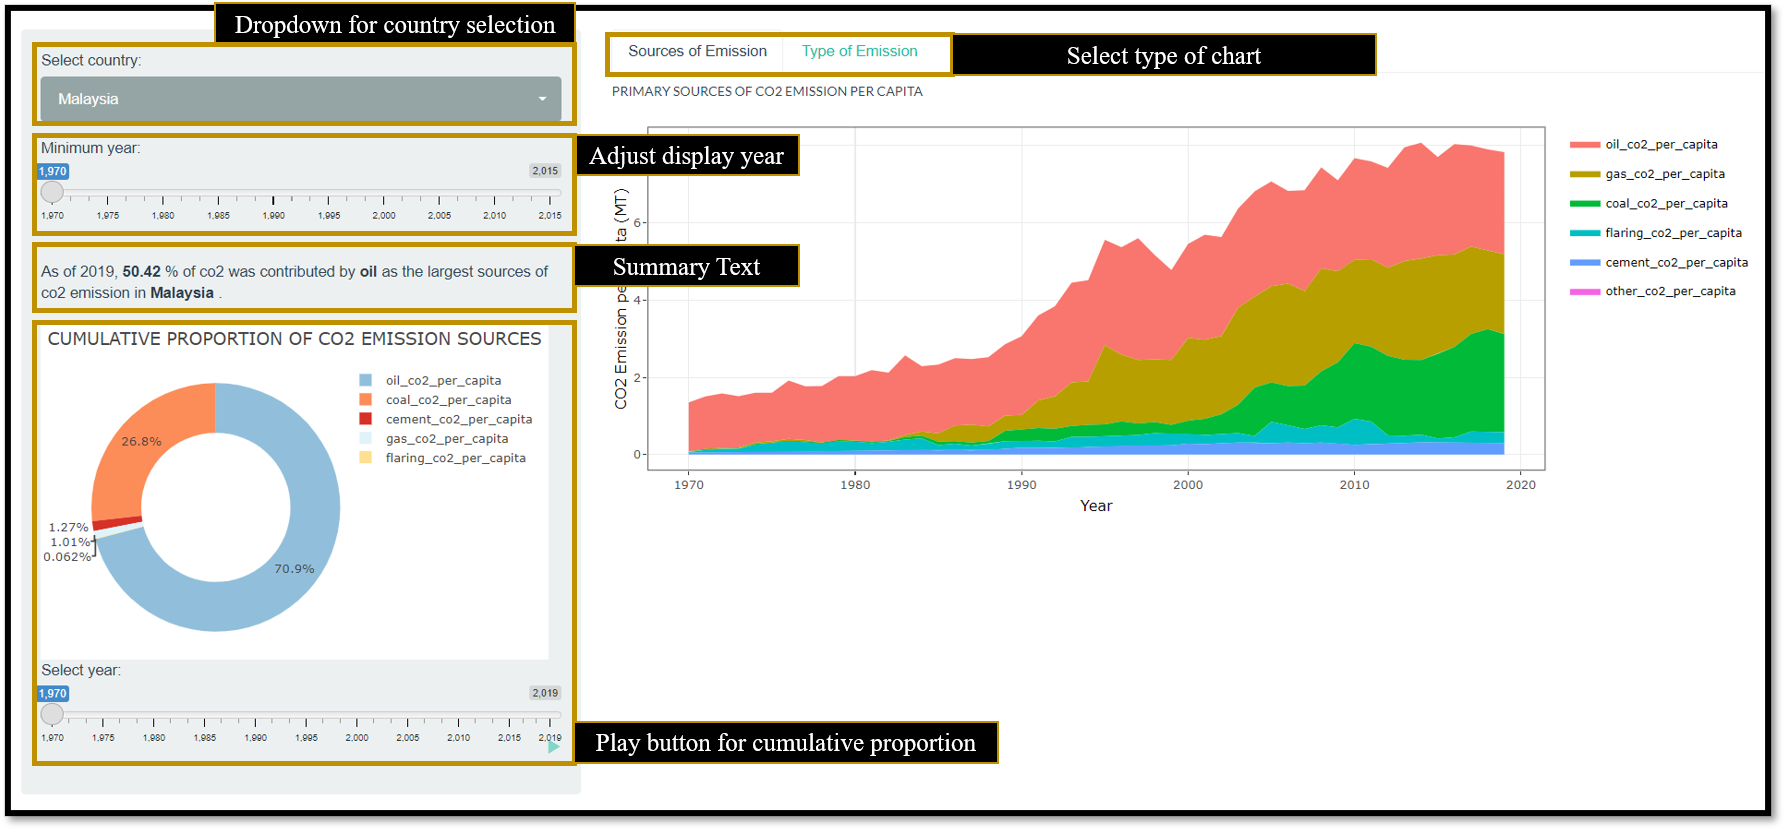 Dropdown for country selection
Select country:
Malaysia
Minimum year:
1,970
2,015
1,970 1,975 1,980 1,985 1,990 1,995 2,000 2,005 2,010 2,015
Adjust display year
As of 2019, 50.42 % of co2 was contributed by oil as the largest sources of
co2 emission in Malaysia .
Summary Text
CUMULATIVE PROPORTION OF CO2 EMISSION SOURCES
oil_co2_per_capita
coal_co2_per_capita
cement_co2_per_capita
gas_co2_per_capita
flaring_co2_per_capita
26.8%
1.27%
1.01%
0.062%
70.9%
Select year:
1,970
2,019
1,970 1,975 1,980 1,985 1,990 1,995 2,000 2,005 2,010 2,015 2,019
Play button for cumulative proportion
Sources of Emission
Type of Emission
Select type of chart
PRIMARY SOURCES OF CO2 EMISSION PER CAPITA
CO2 Emission pe
ta (MT)
6
4
2
0
1970 1980 1990 2000 2010 2020
Year
oil_co2_per_capita
gas_co2_per_capita
coal_co2_per_capita
flaring_co2_per_capita
cement_co2_per_capita
other_co2_per_capita